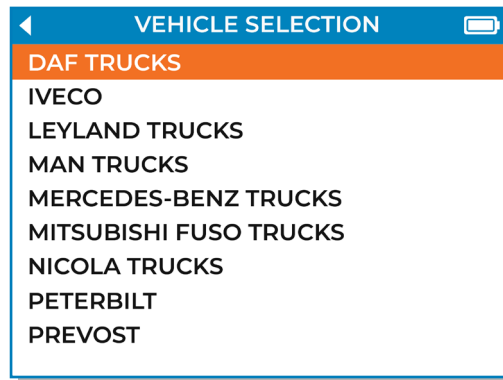 VEHICLE SELECTION
DAF TRUCKS
IVECO
LEYLAND TRUCKS
MAN TRUCKS
MERCEDES-BENZ TRUCKS
MITSUBISHI FUSO TRUCKS
NICOLA TRUCKS
PETERBILT
PREVOST